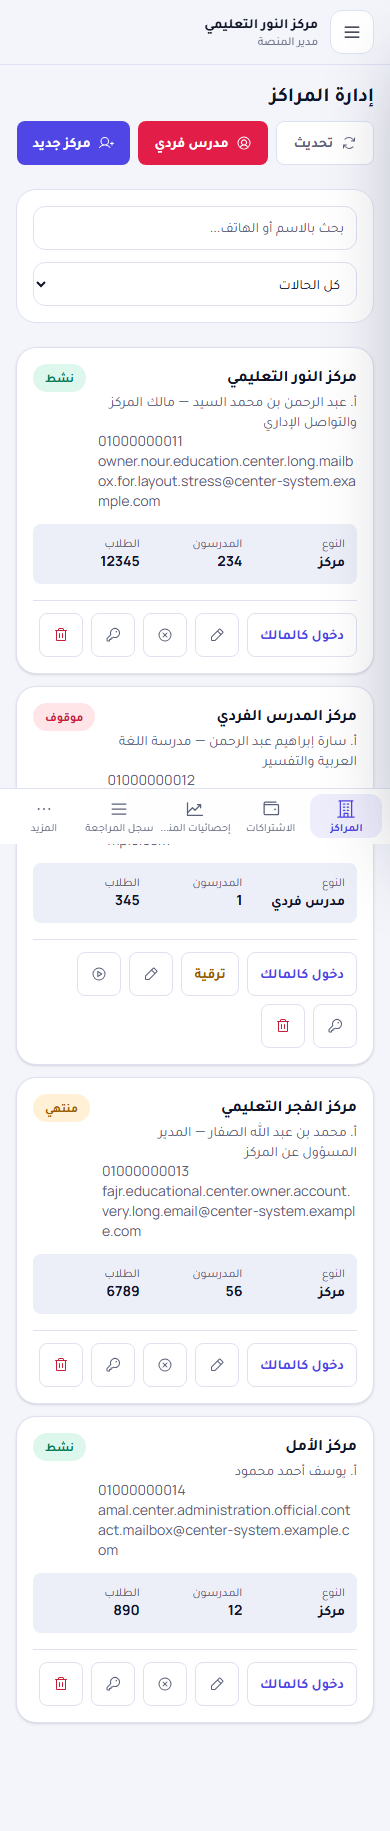 مركز النور التعليمي
مدير المنصة
إدارة المراكز
تحديث
مدرس فردي
مركز جديد
بحث بالاسم أو الهاتف...
كل الحالات
مركز النور التعليمي
نشط
أ. عبد الرحمن بن محمد السيد — مالك المركز
والتواصل الإداري
01000000011
owner.nour.education.center.long.mailb
ox.for.layout.stress@center-system.exa
mple.com
النوع المدرسون الطلاب
مركز 234 12345
دخول كالمالك
مركز المدرس الفردي
موقوف
أ. سارة إبراهيم عبد الرحمن — مدرسة اللغة
العربية والتفسير
01000000012
المراكز
الاشتراكات
إحصائيات المنـ...
سجل المراجعة
المزيد
النوع المدرسون الطلاب
مدرس فردي 1 345
دخول كالمالك
ترقية
مركز الفجر التعليمي
منتهي
أ. محمد بن عبد الله الصفار — المدير
المسؤول عن المركز
01000000013
fajr.educational.center.owner.account.
very.long.email@center-system.exampl
e.com
النوع المدرسون الطلاب
مركز 56 6789
دخول كالمالك
مركز الأمل
نشط
أ. يوسف أحمد محمود
01000000014
amal.center.administration.official.cont
act.mailbox@center-system.example.c
om
النوع المدرسون الطلاب
مركز 12 890
دخول كالمالك